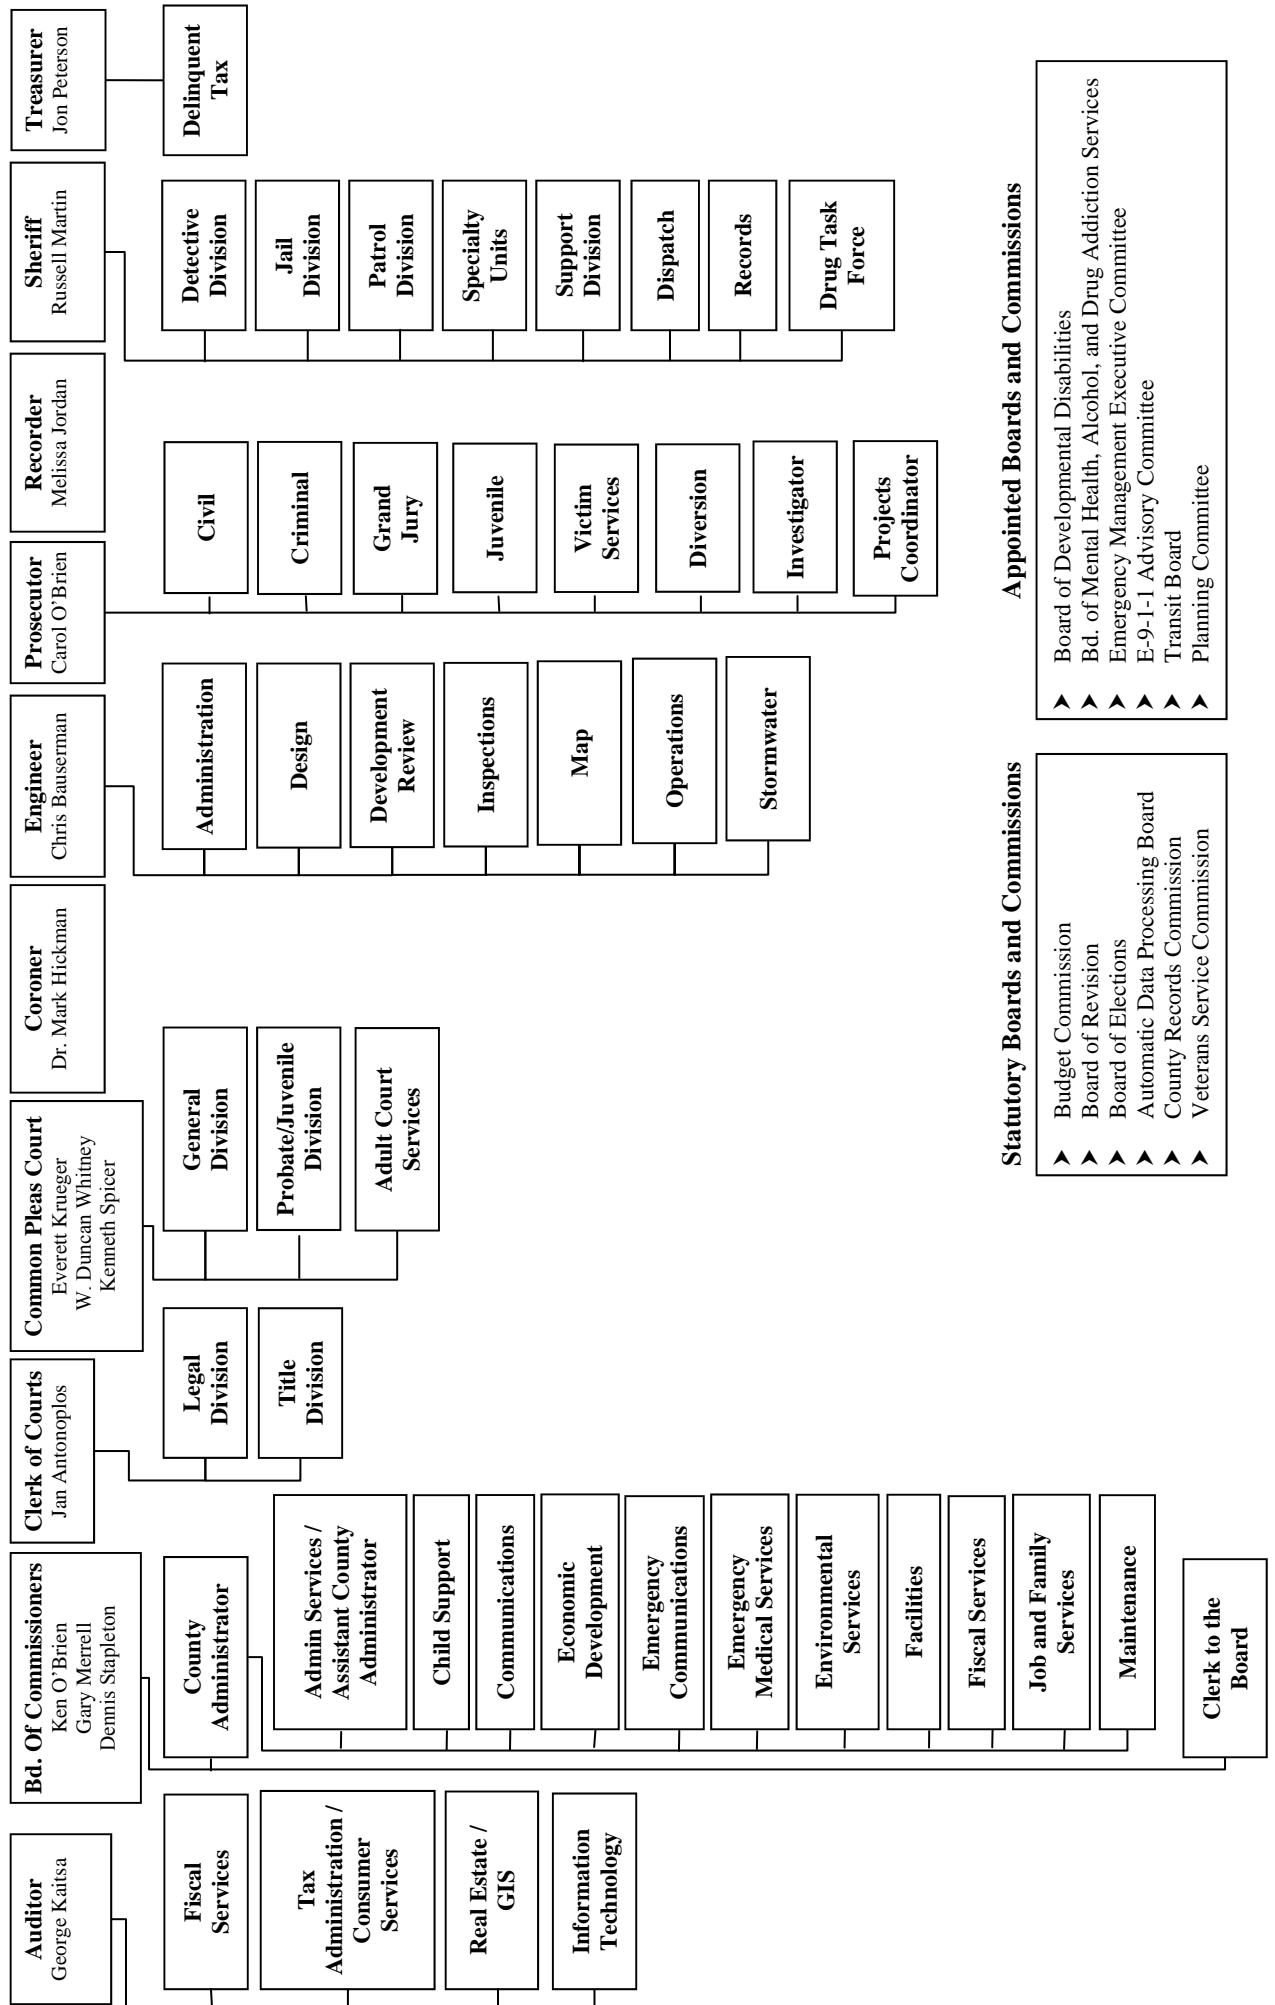 Auditor
George Kaitsa
Fiscal
Services
Tax
Administration /
Consumer
Services
Real Estate /
GIS
Information
Technology
Bd. Of Commissioners
Ken O’Brien
Gary Merrell
Dennis Stapleton
County
Administrator
Admin Services /
Assistant County
Administrator
Child Support
Communications
Economic
Development
Emergency
Communications
Emergency
Medical Services
Environmental
Services
Facilities
Fiscal Services
Job and Family
Services
Maintenance
Clerk to the
Board
Clerk of Courts
Jan Antonoplos
Legal
Division
Title
Division
Common Pleas Court
Everett Krueger
W. Duncan Whitney
Kenneth Spicer
General
Division
Probate/Juvenile
Division
Adult Court
Services
Coroner
Dr. Mark Hickman
Engineer
Chris Bauserman
Administration
Design
Development
Review
Inspections
Map
Operations
Stormwater
Prosecutor
Carol O’Brien
Civil
Criminal
Grand
Jury
Juvenile
Victim
Services
Diversion
Investigator
Projects
Coordinator
Recorder
Melissa Jordan
Sheriff
Russell Martin
Detective
Division
Jail
Division
Patrol
Division
Specialty
Units
Support
Division
Dispatch
Records
Drug Task
Force
Treasurer
Jon Peterson
Delinquent
Tax
Statutory Boards and Commissions
➤ Budget Commission
➤ Board of Revision
➤ Board of Elections
➤ Automatic Data Processing Board
➤ County Records Commission
➤ Veterans Service Commission
Appointed Boards and Commissions
➤ Board of Developmental Disabilities
➤ Bd. of Mental Health, Alcohol, and Drug Addiction Services
➤ Emergency Management Executive Committee
➤ E-9-1-1 Advisory Committee
➤ Transit Board
➤ Planning Committee